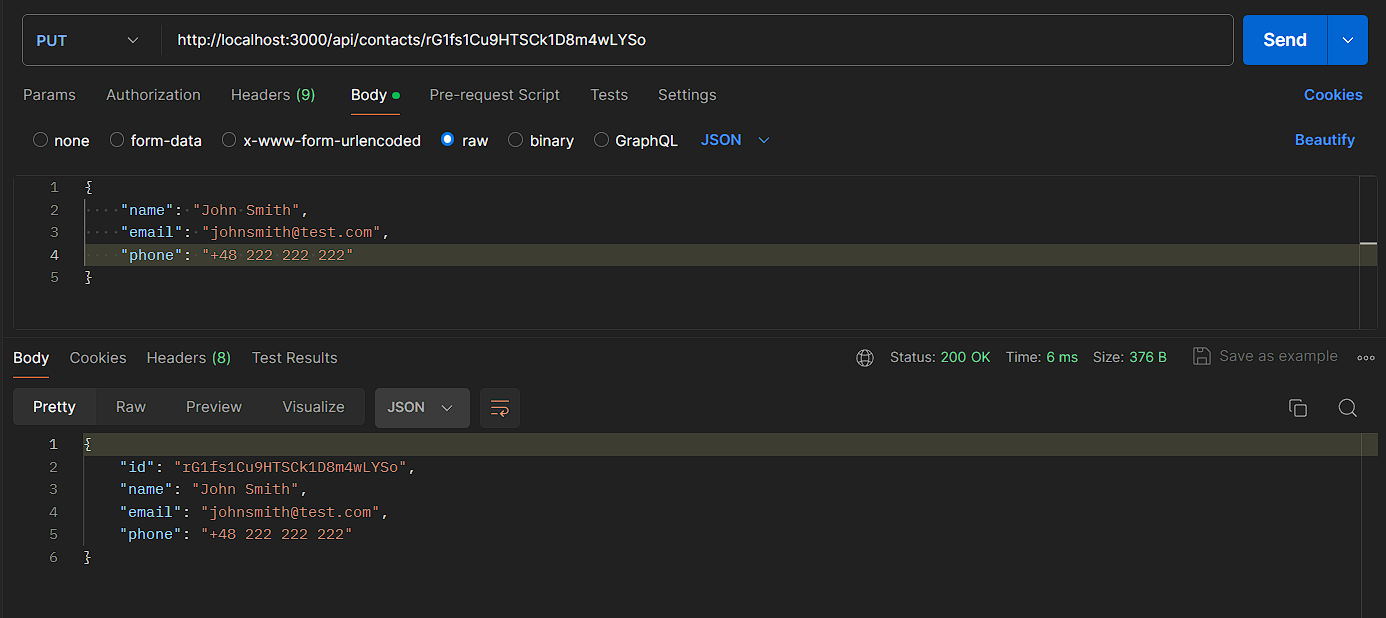 PUT http://localhost:3000/api/contacts/rG1fs1Cu9HTSCk1D8m4wLYSo Send
Params Authorization Headers (9) Body Pre-request Script Tests Settings Cookies
none form-data x-www-form-urlencoded raw binary GraphQL JSON Beautify
1 {
2 "name": "John Smith",
3 "email": "johnsmith@test.com",
4 "phone": "+48 222 222 222"
5 }
Body Cookies Headers (8) Test Results Status: 200 OK Time: 6 ms Size: 376 B Save as example
Pretty Raw Preview Visualize JSON
1 {
2 "id": "rG1fs1Cu9HTSCk1D8m4wLYSo",
3 "name": "John Smith",
4 "email": "johnsmith@test.com",
5 "phone": "+48 222 222 222"
6 }